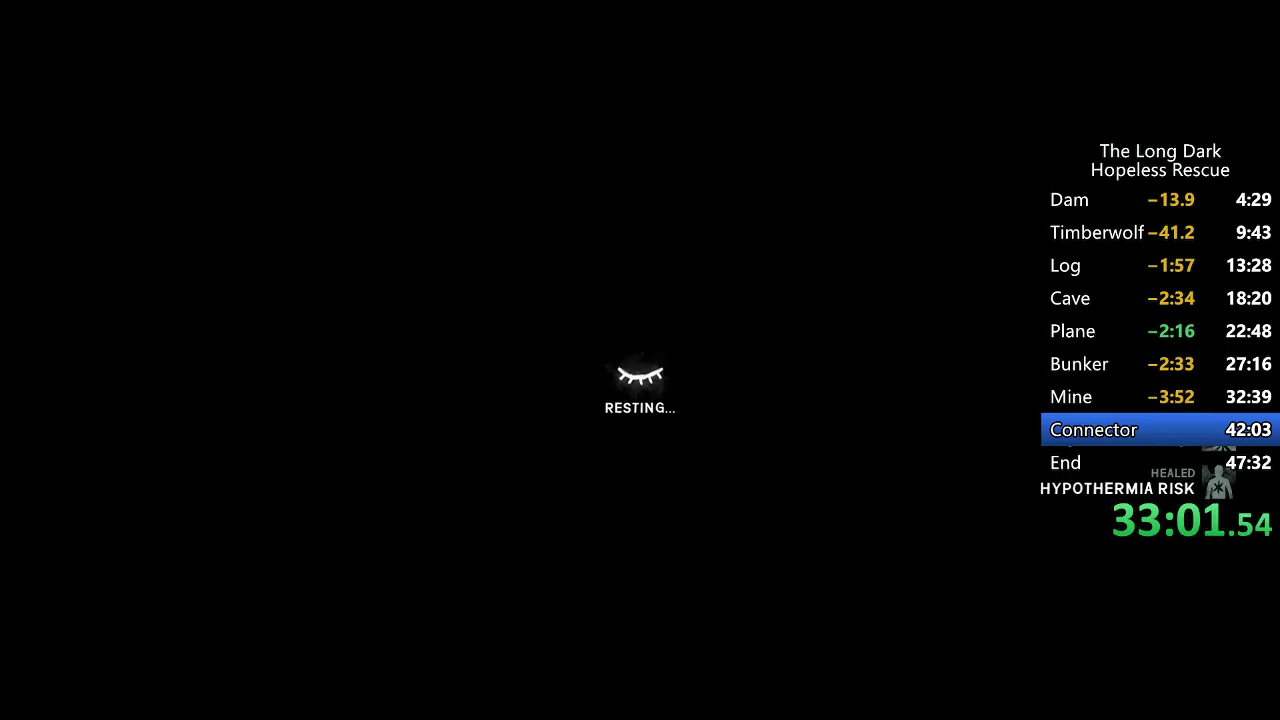 The Long Dark
Hopeless Rescue
Dam −13.9 4:29
Timberwolf −41.2 9:43
Log −1:57 13:28
Cave −2:34 18:20
Plane −2:16 22:48
Bunker −2:33 27:16
Mine −3:52 32:39
Connector 42:03
End 47:32
HEALED
HYPOTHERMIA RISK
33:01.54
RESTING...